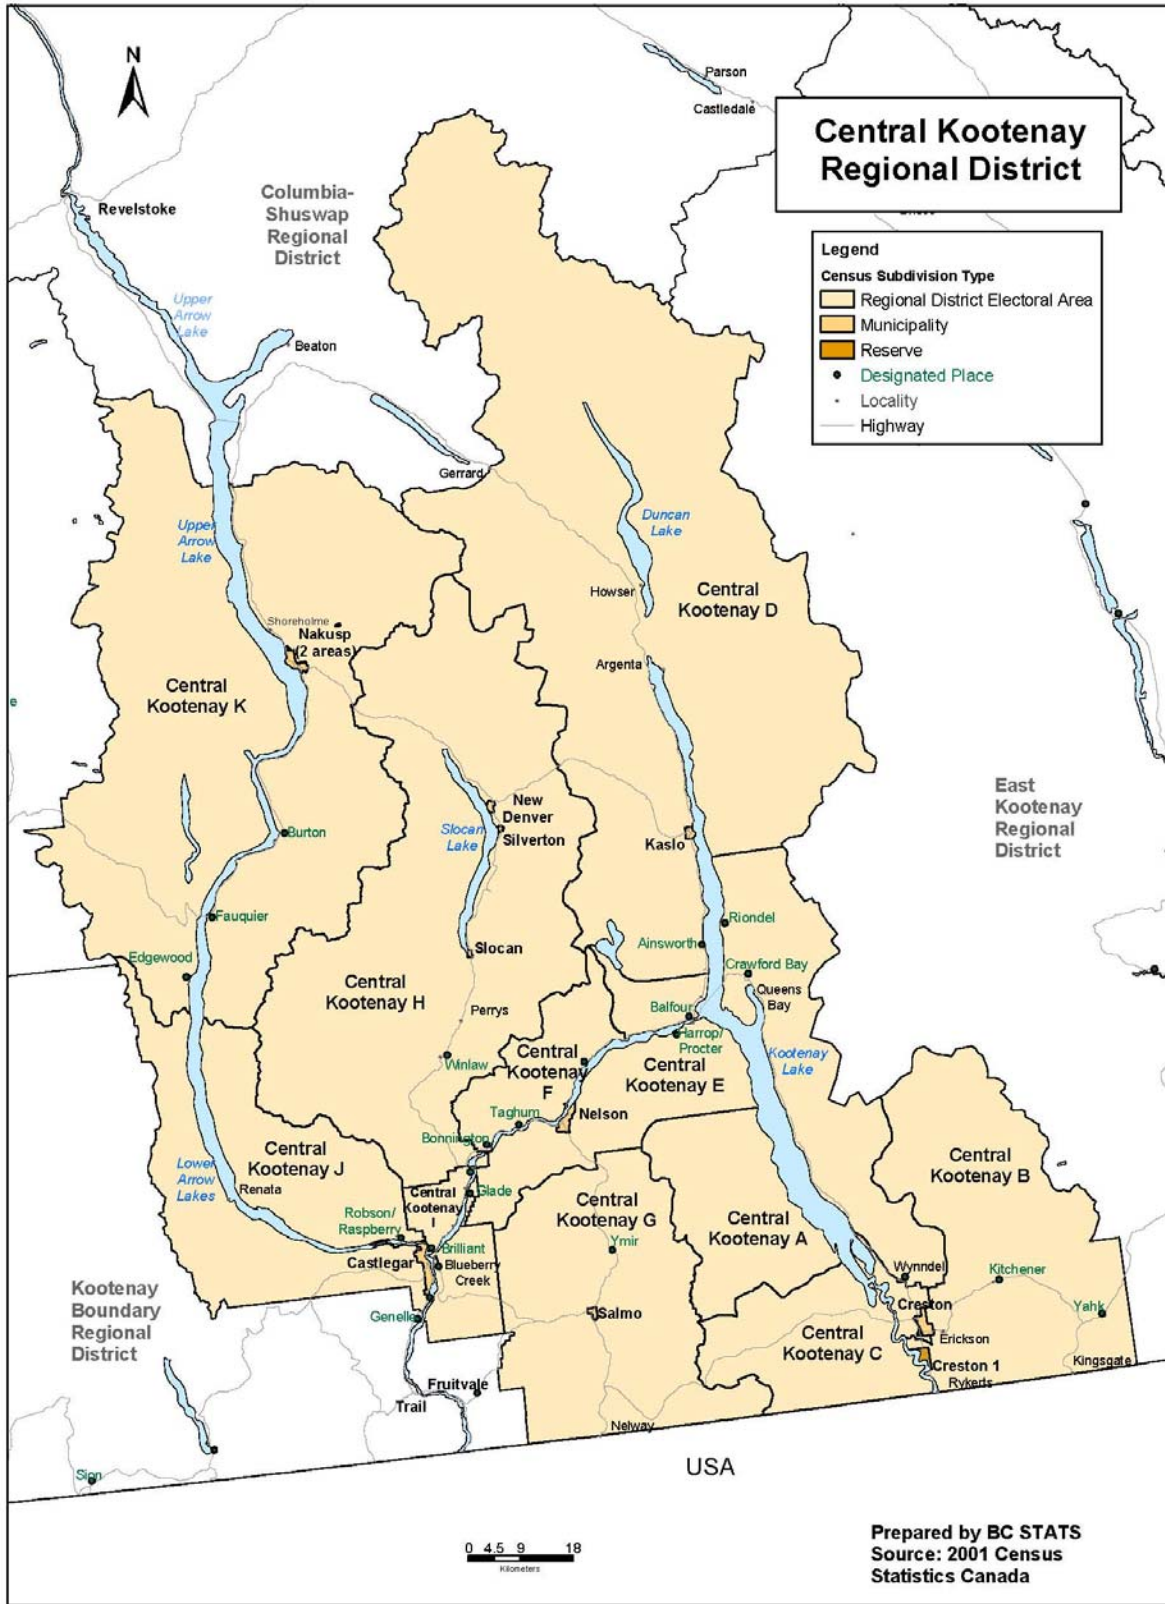 N
Parson
Castledale
Central Kootenay
Regional District
Columbia-
Shuswap
Regional
District
Revelstoke
Legend
Census Subdivision Type
Regional District Electoral Area
Municipality
Reserve
Designated Place
Locality
Highway
Upper
Arrow
Lake
Beaton
Gerrard
Upper
Arrow
Lake
Duncan
Lake
Howser
Central
Kootenay D
Shoreholme
Nakusp
(2 areas)
Argenta
Central
Kootenay K
e
East
Kootenay
Regional
District
New
Denver
Slocan
Lake
Silverton
Burton
Kaslo
Fauquier
Riondel
Ainsworth
Edgewood
Slocan
Crawford Bay
Queens
Bay
Central
Kootenay H
Perrys
Balfour
Harrop/
Procter
Winlaw
Central
Kootenay
F
Central
Kootenay E
Kootenay
Lake
Nelson
Taghum
Bonnington
Central
Kootenay J
Lower
Arrow
Lakes
Renata
Central
Kootenay
I
Glade
Central
Kootenay G
Ymir
Central
Kootenay A
Central
Kootenay B
Robson/
Raspberry
Castlegar
Brilliant
Blueberry
Creek
Wynndel
Kitchener
Kootenay
Boundary
Regional
District
Genelle
Salmo
Creston
Yahk
Central
Kootenay C
Erickson
Creston 1
Rykerts
Kingsgate
Fruitvale
Trail
Nelway
USA
Sion
0 4.5 9 18
Kilometers
Prepared by BC STATS
Source: 2001 Census
Statistics Canada